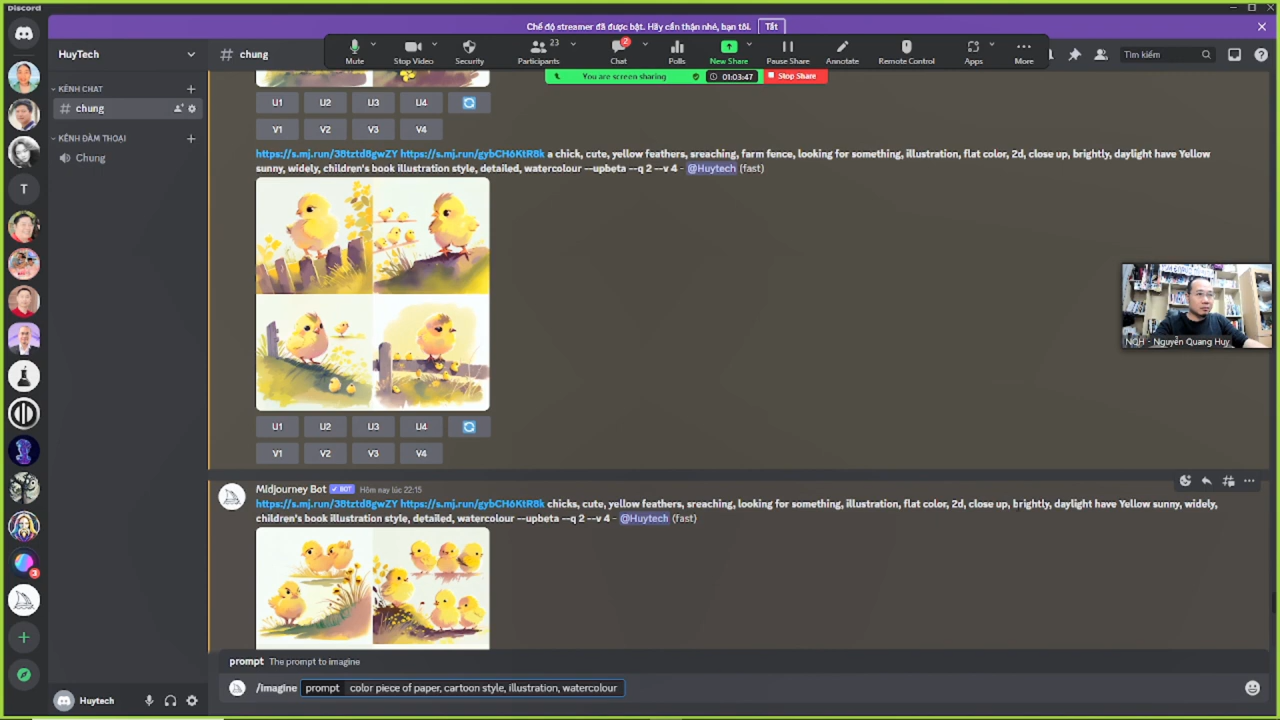 Discord
Chế độ streamer đã được bật. Hãy cẩn thận nhé, bạn tôi.
Tắt
HuyTech
chung
Mute
Stop Video
Security
23
Participants
2
Chat
Polls
New Share
Pause Share
Annotate
Remote Control
Apps
More
Tìm kiếm
You are screen sharing
01:03:47
Stop Share
KÊNH CHAT
chung
KÊNH ĐÀM THOẠI
Chung
T
3
U1 U2 U3 U4
V1 V2 V3 V4
https://s.mj.run/38tztd8gwZY https://s.mj.run/gybCH6KtR8k a chick, cute, yellow feathers, sreaching, farm fence, looking for something, illustration, flat color, 2d, close up, brightly, daylight have Yellow
sunny, widely, children's book illustration style, detailed, watercolour --upbeta --q 2 --v 4 - @Huytech (fast)
NQH - Nguyễn Quang Huy
U1 U2 U3 U4
V1 V2 V3 V4
Midjourney Bot ✓ BOT Hôm nay lúc 22:15
https://s.mj.run/38tztd8gwZY https://s.mj.run/gybCH6KtR8k chicks, cute, yellow feathers, sreaching, looking for something, illustration, flat color, 2d, close up, brightly, daylight have Yellow sunny, widely,
children's book illustration style, detailed, watercolour --upbeta --q 2 --v 4 - @Huytech (fast)
prompt The prompt to imagine
/imagine prompt color piece of paper, cartoon style, illustration, watercolour
Huytech